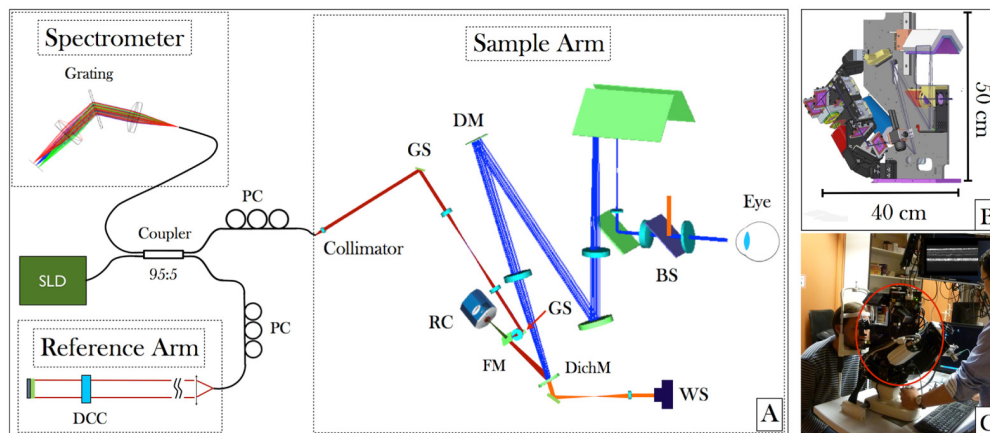 Spectrometer
Grating
Sample Arm
DM
GS
PC
Collimator
Coupler
95:5
SLD
PC
Reference Arm
DCC
RC
FM
GS
DichM
WS
BS
Eye
A
50 cm
40 cm
B
C